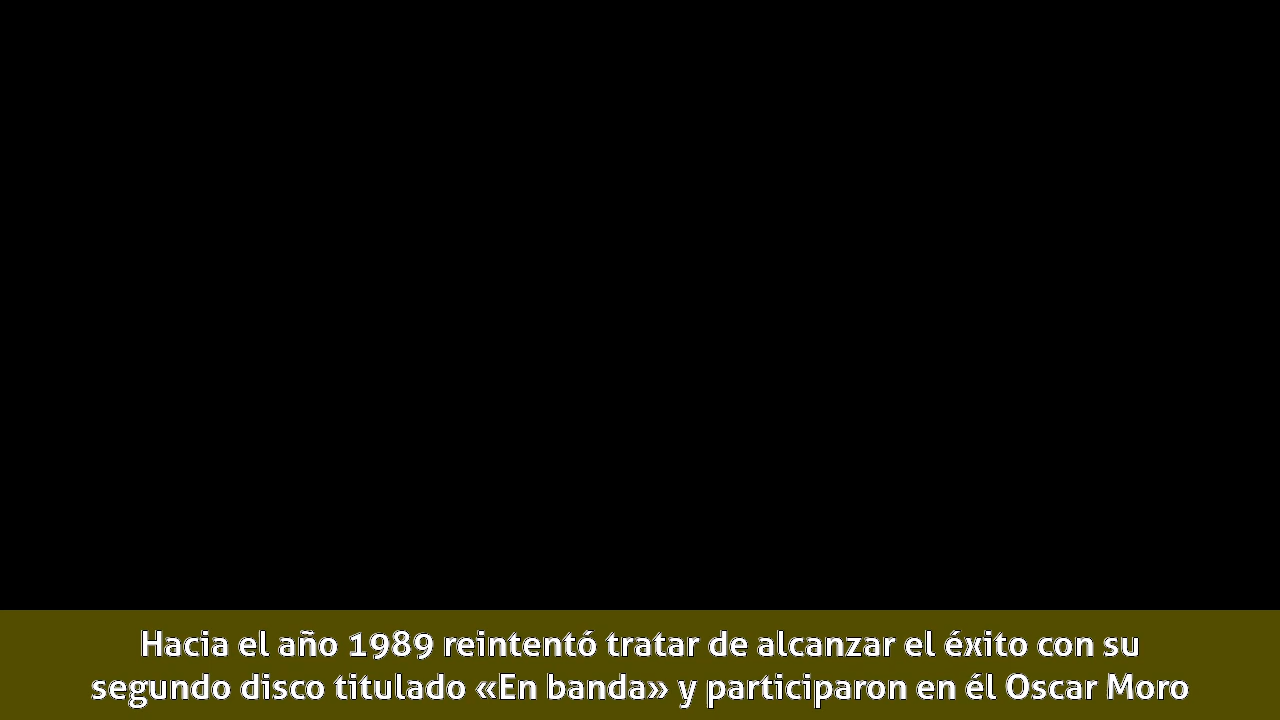 Hacia el año 1989 reintentó tratar de alcanzar el éxito con su
segundo disco titulado «En banda» y participaron en él Oscar Moro